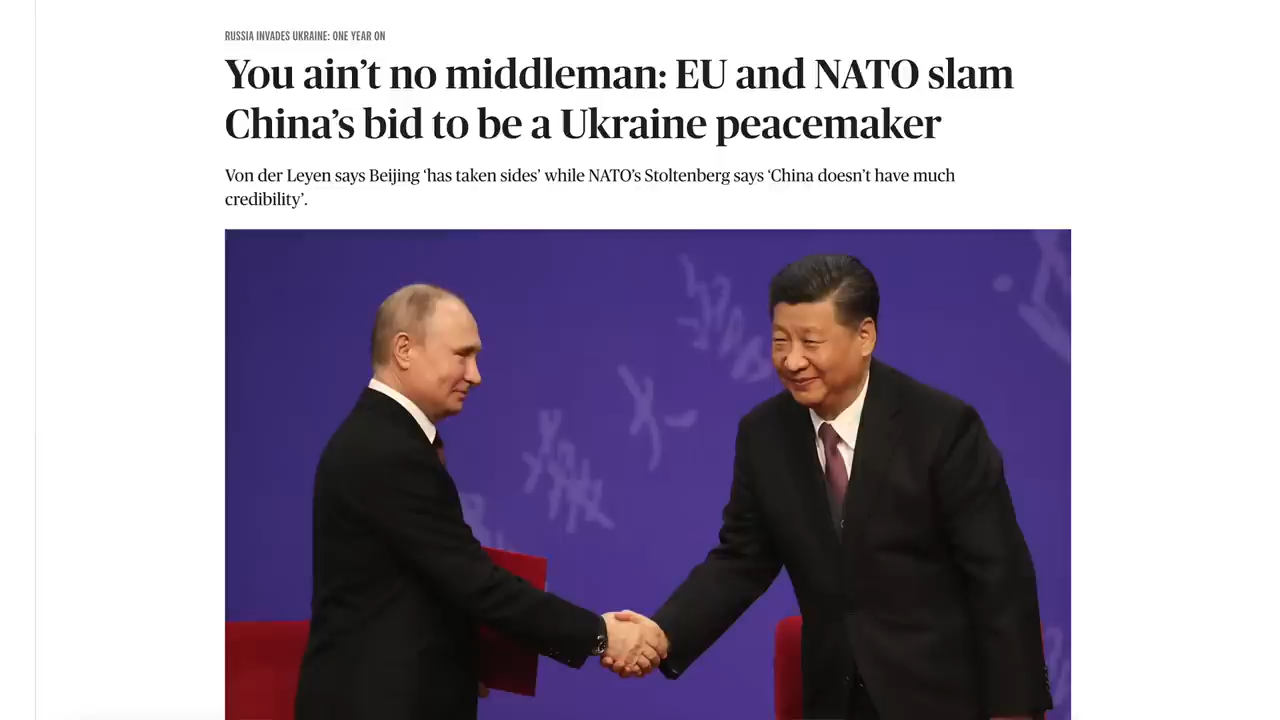 RUSSIA INVADES UKRAINE: ONE YEAR ON
You ain’t no middleman: EU and NATO slam
China’s bid to be a Ukraine peacemaker
Von der Leyen says Beijing ‘has taken sides’ while NATO’s Stoltenberg says ‘China doesn’t have much
credibility’.